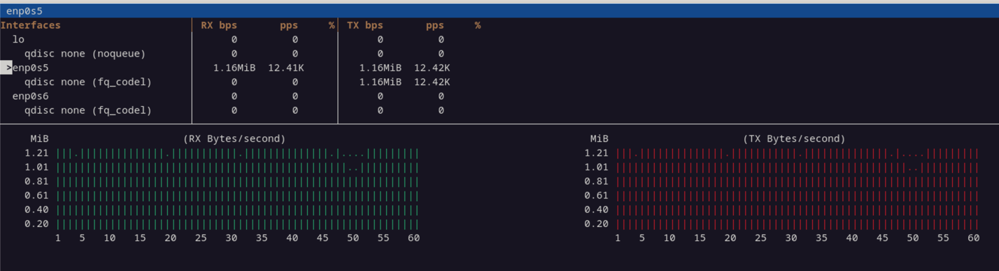 enp0s5
Interfaces RX bps pps % TX bps pps %
lo 0 0 0 0
qdisc none (noqueue) 0 0 0 0
>enp0s5 1.16MiB 12.41K 1.16MiB 12.42K
qdisc none (fq_codel) 0 0 1.16MiB 12.42K
enp0s6 0 0 0 0
qdisc none (fq_codel) 0 0 0 0
MiB (RX Bytes/second) MiB (TX Bytes/second)
1.21 |||.||||||||||||||.|||||||||||.||||||||||||||.|....||||||||| 1.21 |||.||||||||||||||.|||||||||||.||||||||||||||.|....|||||||||
1.01 ||||||||||||||||||||||||||||||||||||||||||||||||..|||||||||| 1.01 ||||||||||||||||||||||||||||||||||||||||||||||||..||||||||||
0.81 |||||||||||||||||||||||||||||||||||||||||||||||||||||||||||| 0.81 ||||||||||||||||||||||||||||||||||||||||||||||||||||||||||||
0.61 |||||||||||||||||||||||||||||||||||||||||||||||||||||||||||| 0.61 ||||||||||||||||||||||||||||||||||||||||||||||||||||||||||||
0.40 |||||||||||||||||||||||||||||||||||||||||||||||||||||||||||| 0.40 ||||||||||||||||||||||||||||||||||||||||||||||||||||||||||||
0.20 |||||||||||||||||||||||||||||||||||||||||||||||||||||||||||| 0.20 ||||||||||||||||||||||||||||||||||||||||||||||||||||||||||||
1 5 10 15 20 25 30 35 40 45 50 55 60 1 5 10 15 20 25 30 35 40 45 50 55 60